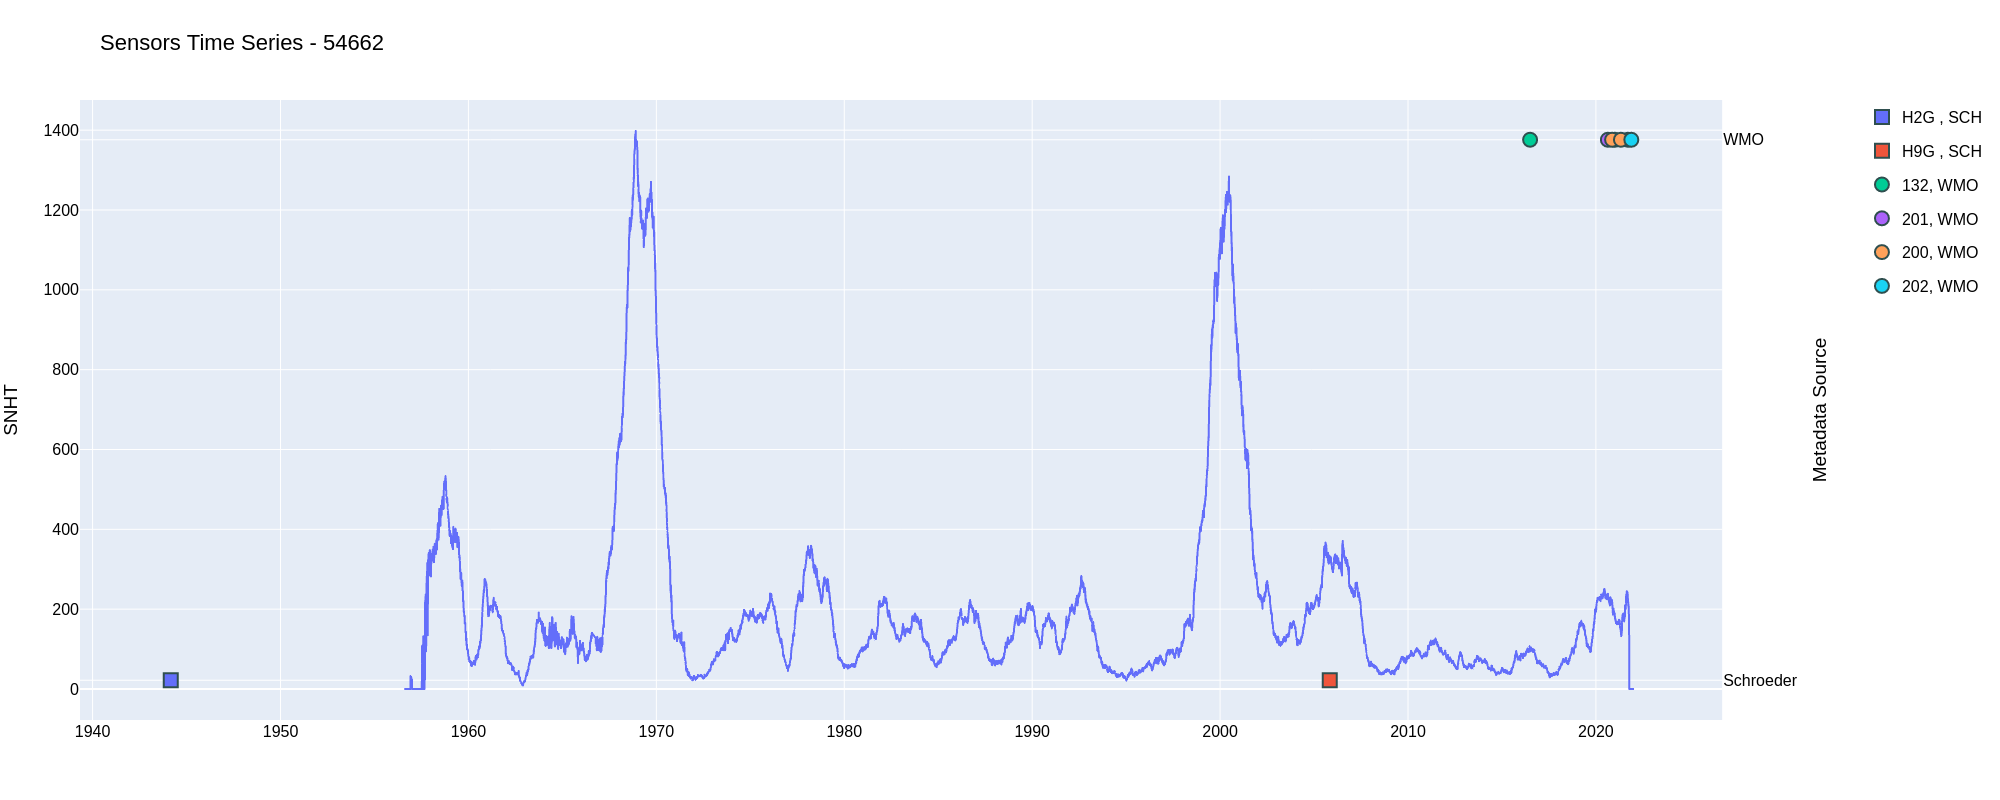 Sensors Time Series - 54662
SNHT
1400
1200
1000
800
600
400
200
0
1940 1950 1960 1970 1980 1990 2000 2010 2020
WMO
Schroeder
Metadata Source
H2G , SCH
H9G , SCH
132, WMO
201, WMO
200, WMO
202, WMO